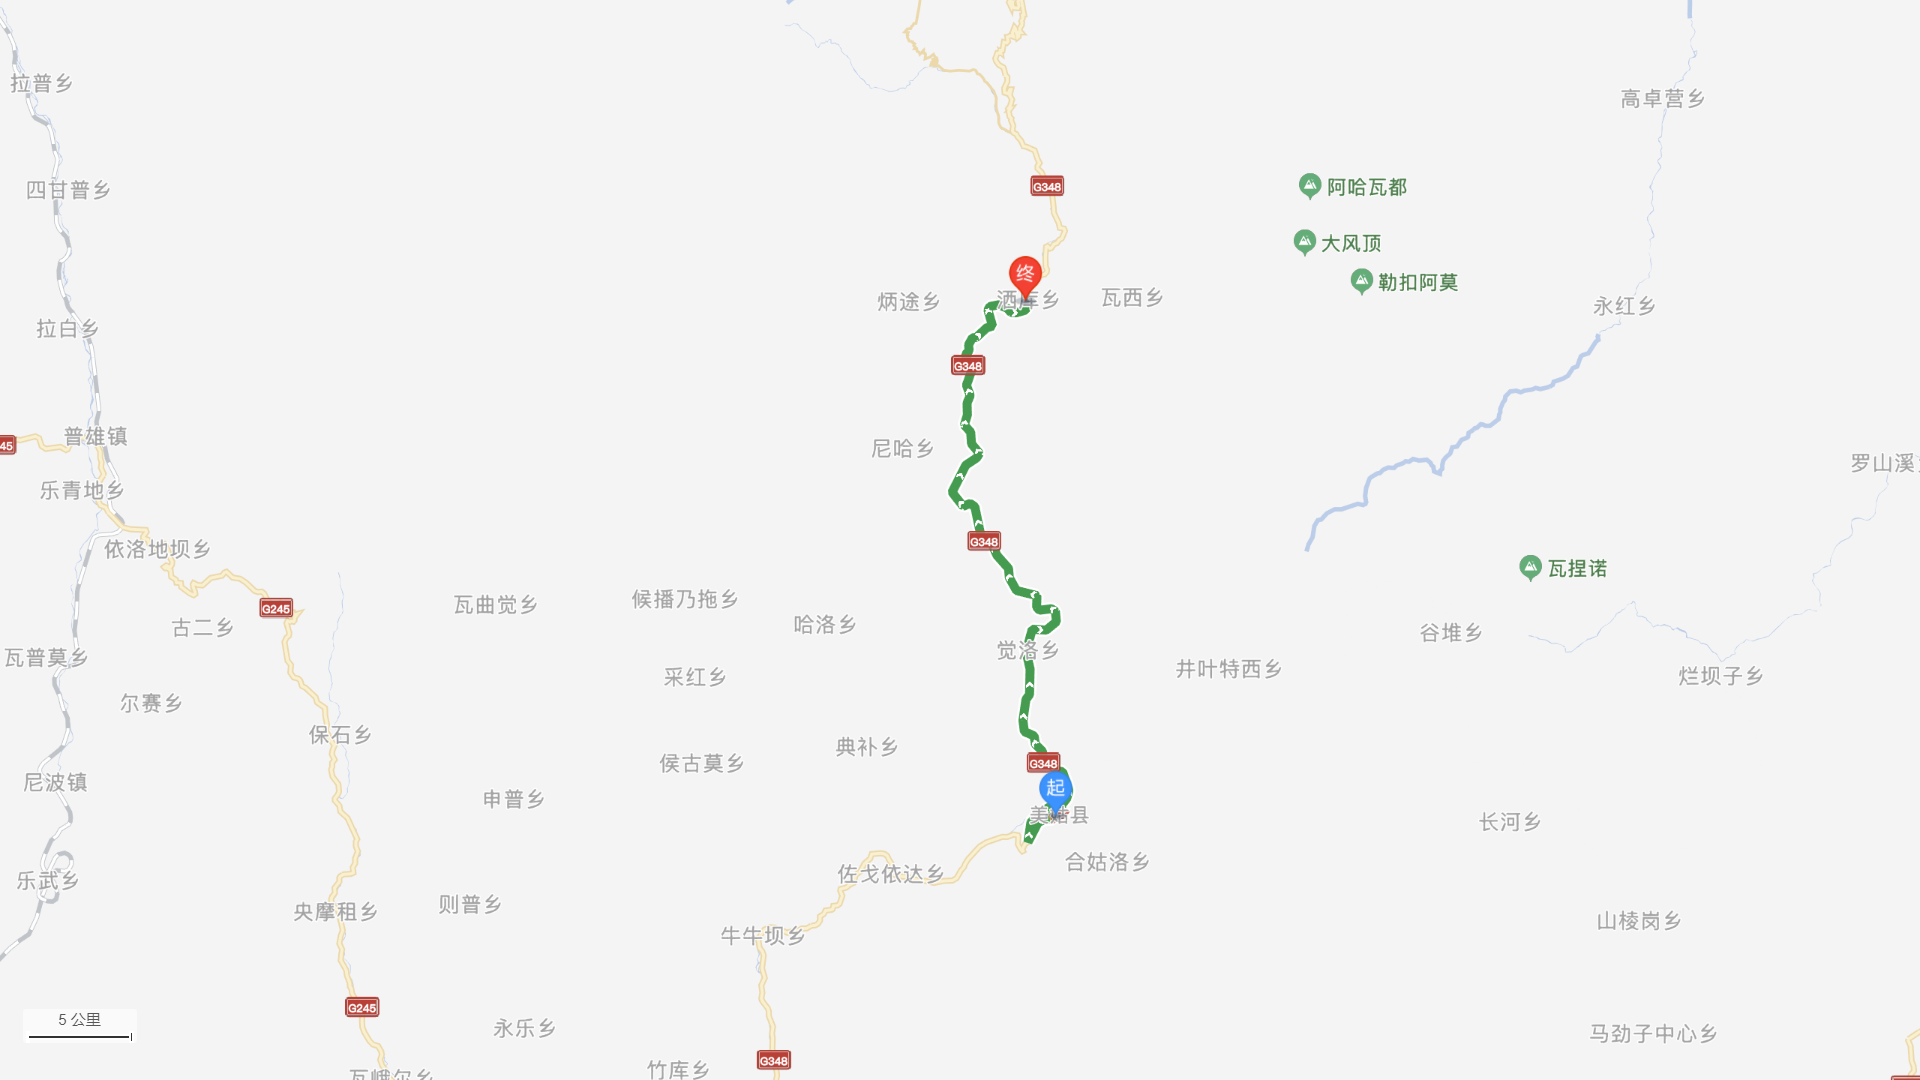 拉普乡
高卓营乡
G348
阿哈瓦都
四甘普乡
大风顶
终
勒扣阿莫
炳途乡
洒库乡
瓦西乡
永红乡
拉白乡
G348
普雄镇
45
尼哈乡
罗山溪
乐青地乡
G348
依洛地坝乡
瓦捏诺
瓦曲觉乡
候播乃拖乡
G245
哈洛乡
古二乡
谷堆乡
觉洛乡
瓦普莫乡
井叶特西乡
采红乡
烂坝子乡
尔赛乡
保石乡
典补乡
侯古莫乡
G348
尼波镇
起
申普乡
美姑县
长河乡
合姑洛乡
佐戈依达乡
乐武乡
则普乡
央摩租乡
山棱岗乡
牛牛坝乡
G245
5 公里
永乐乡
马劲子中心乡
G348
竹库乡
瓦峨尔乡